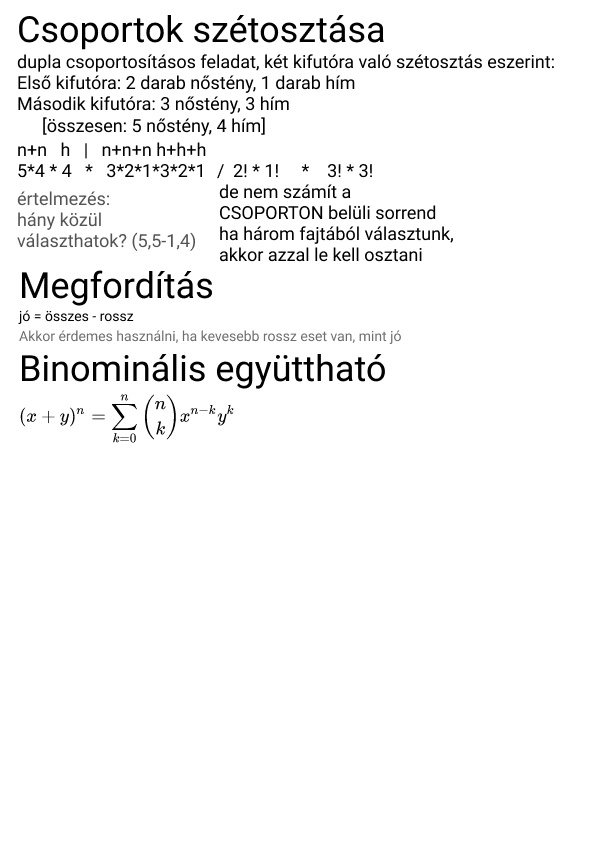 Csoportok szétosztása
dupla csoportosításos feladat, két kifutóra való szétosztás eszerint:
Első kifutóra: 2 darab nőstény, 1 darab hím
Második kifutóra: 3 nőstény, 3 hím
[összesen: 5 nőstény, 4 hím]
n+n h | n+n+n h+h+h
5*4 * 4 * 3*2*1*3*2*1 / 2! * 1! * 3! * 3!
értelmezés:
hány közül
választhatok? (5,5-1,4)
de nem számít a
CSOPORTON belüli sorrend
ha három fajtából választunk,
akkor azzal le kell osztani
Megfordítás
jó = összes - rossz
Akkor érdemes használni, ha kevesebb rossz eset van, mint jó
Binominális együttható
(x + y)^n = \sum_{k=0}^{n} \binom{n}{k} x^{n-k} y^k